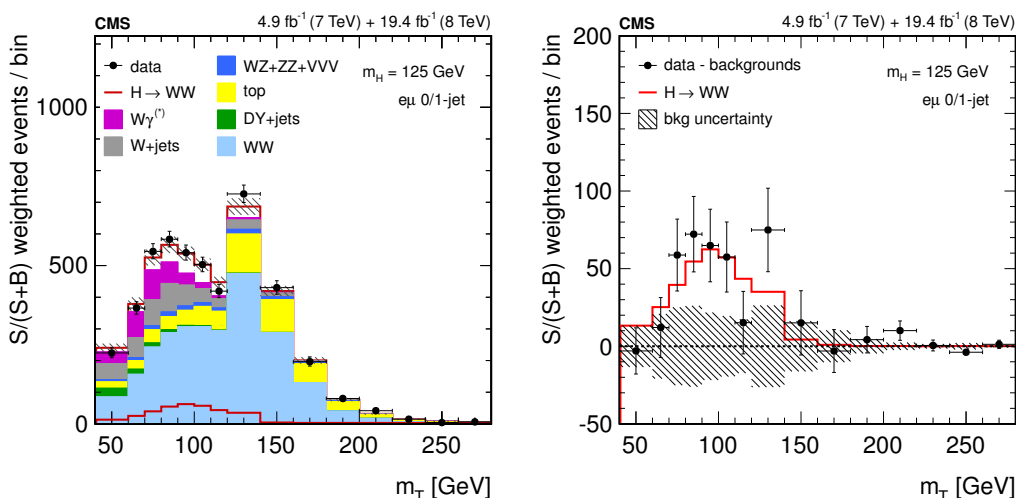 CMS 4.9 fb⁻¹ (7 TeV) + 19.4 fb⁻¹ (8 TeV)
S/(S+B) weighted events / bin
1000
500
0
data
H → WW
Wγ(*)
W+jets
WZ+ZZ+VVV
top
DY+jets
WW
m_H = 125 GeV
eμ 0/1-jet
50 100 150 200 250
m_T [GeV]
CMS 4.9 fb⁻¹ (7 TeV) + 19.4 fb⁻¹ (8 TeV)
S/(S+B) weighted events / bin
200
150
100
50
0
-50
data - backgrounds
H → WW
bkg uncertainty
m_H = 125 GeV
eμ 0/1-jet
50 100 150 200 250
m_T [GeV]